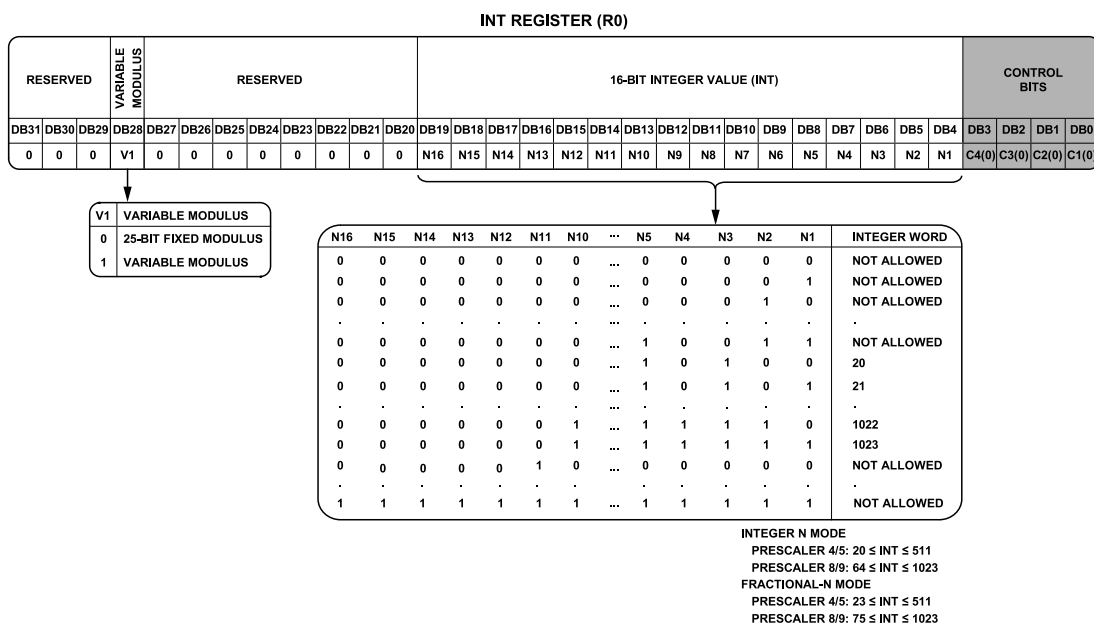 INT REGISTER (R0)
RESERVED VARIABLE MODULUS RESERVED 16-BIT INTEGER VALUE (INT) CONTROL BITS
DB31 DB30 DB29 DB28 DB27 DB26 DB25 DB24 DB23 DB22 DB21 DB20 DB19 DB18 DB17 DB16 DB15 DB14 DB13 DB12 DB11 DB10 DB9 DB8 DB7 DB6 DB5 DB4 DB3 DB2 DB1 DB0
0 0 0 V1 0 0 0 0 0 0 0 0 N16 N15 N14 N13 N12 N11 N10 N9 N8 N7 N6 N5 N4 N3 N2 N1 C4(0) C3(0) C2(0) C1(0)
V1 VARIABLE MODULUS
0 25-BIT FIXED MODULUS
1 VARIABLE MODULUS
N16 N15 N14 N13 N12 N11 N10 ... N5 N4 N3 N2 N1 INTEGER WORD
0 0 0 0 0 0 0 ... 0 0 0 0 0 NOT ALLOWED
0 0 0 0 0 0 0 ... 0 0 0 0 1 NOT ALLOWED
0 0 0 0 0 0 0 ... 0 0 0 1 0 NOT ALLOWED
. . . . . . . ... . . . . . .
0 0 0 0 0 0 0 ... 1 0 0 1 1 NOT ALLOWED
0 0 0 0 0 0 0 ... 1 0 1 0 0 20
0 0 0 0 0 0 0 ... 1 0 1 0 1 21
. . . . . . . ... . . . . . .
0 0 0 0 0 0 1 ... 1 1 1 1 0 1022
0 0 0 0 0 0 1 ... 1 1 1 1 1 1023
0 0 0 0 0 1 0 ... 0 0 0 0 0 NOT ALLOWED
. . . . . . . ... . . . . . .
1 1 1 1 1 1 1 ... 1 1 1 1 1 NOT ALLOWED
INTEGER N MODE
PRESCALER 4/5: 20 ≤ INT ≤ 511
PRESCALER 8/9: 64 ≤ INT ≤ 1023
FRACTIONAL-N MODE
PRESCALER 4/5: 23 ≤ INT ≤ 511
PRESCALER 8/9: 75 ≤ INT ≤ 1023